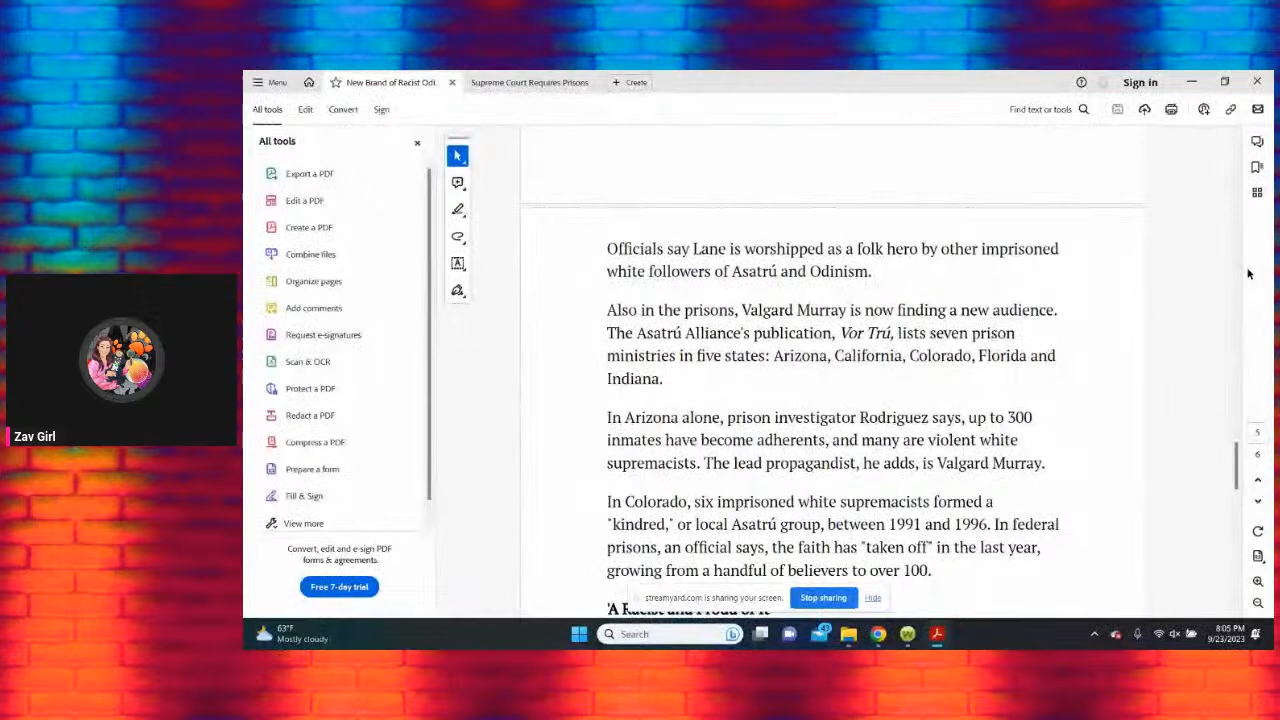 Menu
New Brand of Racist Odi...
Supreme Court Requires Prisons
+ Create
Sign in
All tools
Edit
Convert
Sign
Find text or tools
All tools
Export a PDF
Edit a PDF
Create a PDF
Combine files
Organize pages
Add comments
Request e-signatures
Scan & OCR
Protect a PDF
Redact a PDF
Compress a PDF
Prepare a form
Fill & Sign
View more
Convert, edit and e-sign PDF
forms & agreements.
Free 7-day trial
Officials say Lane is worshipped as a folk hero by other imprisoned
white followers of Asatrú and Odinism.
Also in the prisons, Valgard Murray is now finding a new audience.
The Asatrú Alliance's publication, Vor Trú, lists seven prison
ministries in five states: Arizona, California, Colorado, Florida and
Indiana.
In Arizona alone, prison investigator Rodriguez says, up to 300
inmates have become adherents, and many are violent white
supremacists. The lead propagandist, he adds, is Valgard Murray.
In Colorado, six imprisoned white supremacists formed a
"kindred," or local Asatrú group, between 1991 and 1996. In federal
prisons, an official says, the faith has "taken off" in the last year,
growing from a handful of believers to over 100.
'A Racist and Proud of It'
streamyard.com is sharing your screen.
Stop sharing
Hide
5
6
Zav Girl
63°F
Mostly cloudy
Search
8:05 PM
9/23/2023